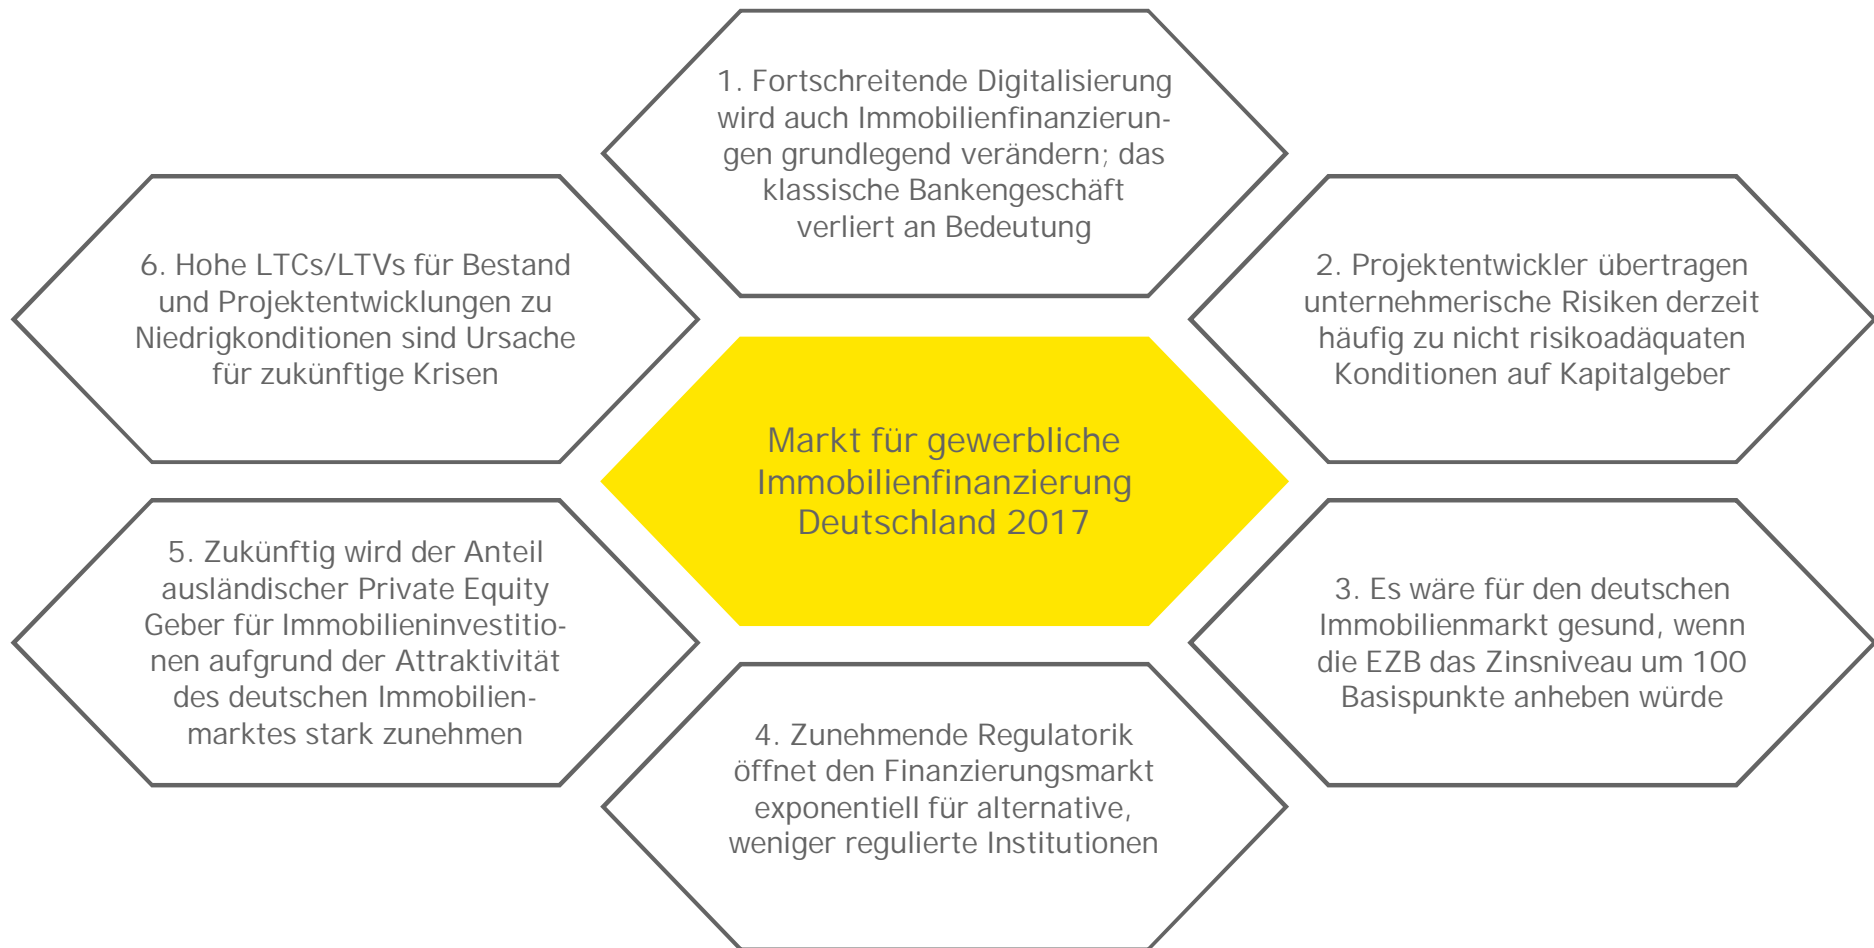 1. Fortschreitende Digitalisierung
wird auch Immobilienfinanzierun-
gen grundlegend verändern; das
klassische Bankengeschäft
verliert an Bedeutung
2. Projektentwickler übertragen
unternehmerische Risiken derzeit
häufig zu nicht risikoadäquaten
Konditionen auf Kapitalgeber
3. Es wäre für den deutschen
Immobilienmarkt gesund, wenn
die EZB das Zinsniveau um 100
Basispunkte anheben würde
4. Zunehmende Regulatorik
öffnet den Finanzierungsmarkt
exponentiell für alternative,
weniger regulierte Institutionen
5. Zukünftig wird der Anteil
ausländischer Private Equity
Geber für Immobilieninvestitio-
nen aufgrund der Attraktivität
des deutschen Immobilien-
marktes stark zunehmen
6. Hohe LTCs/LTVs für Bestand
und Projektentwicklungen zu
Niedrigkonditionen sind Ursache
für zukünftige Krisen
Markt für gewerbliche
Immobilienfinanzierung
Deutschland 2017